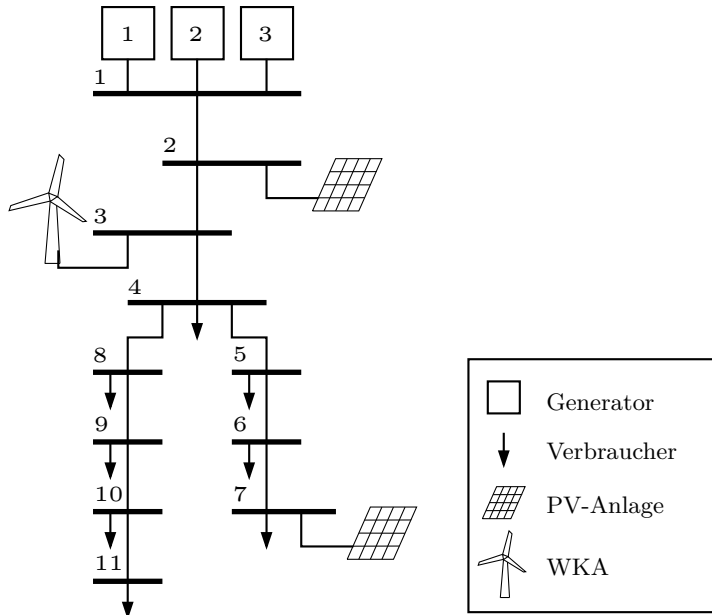 1 2 3
1
2
3
4
8 5
9 6
10 7
11
Generator
Verbraucher
PV-Anlage
WKA